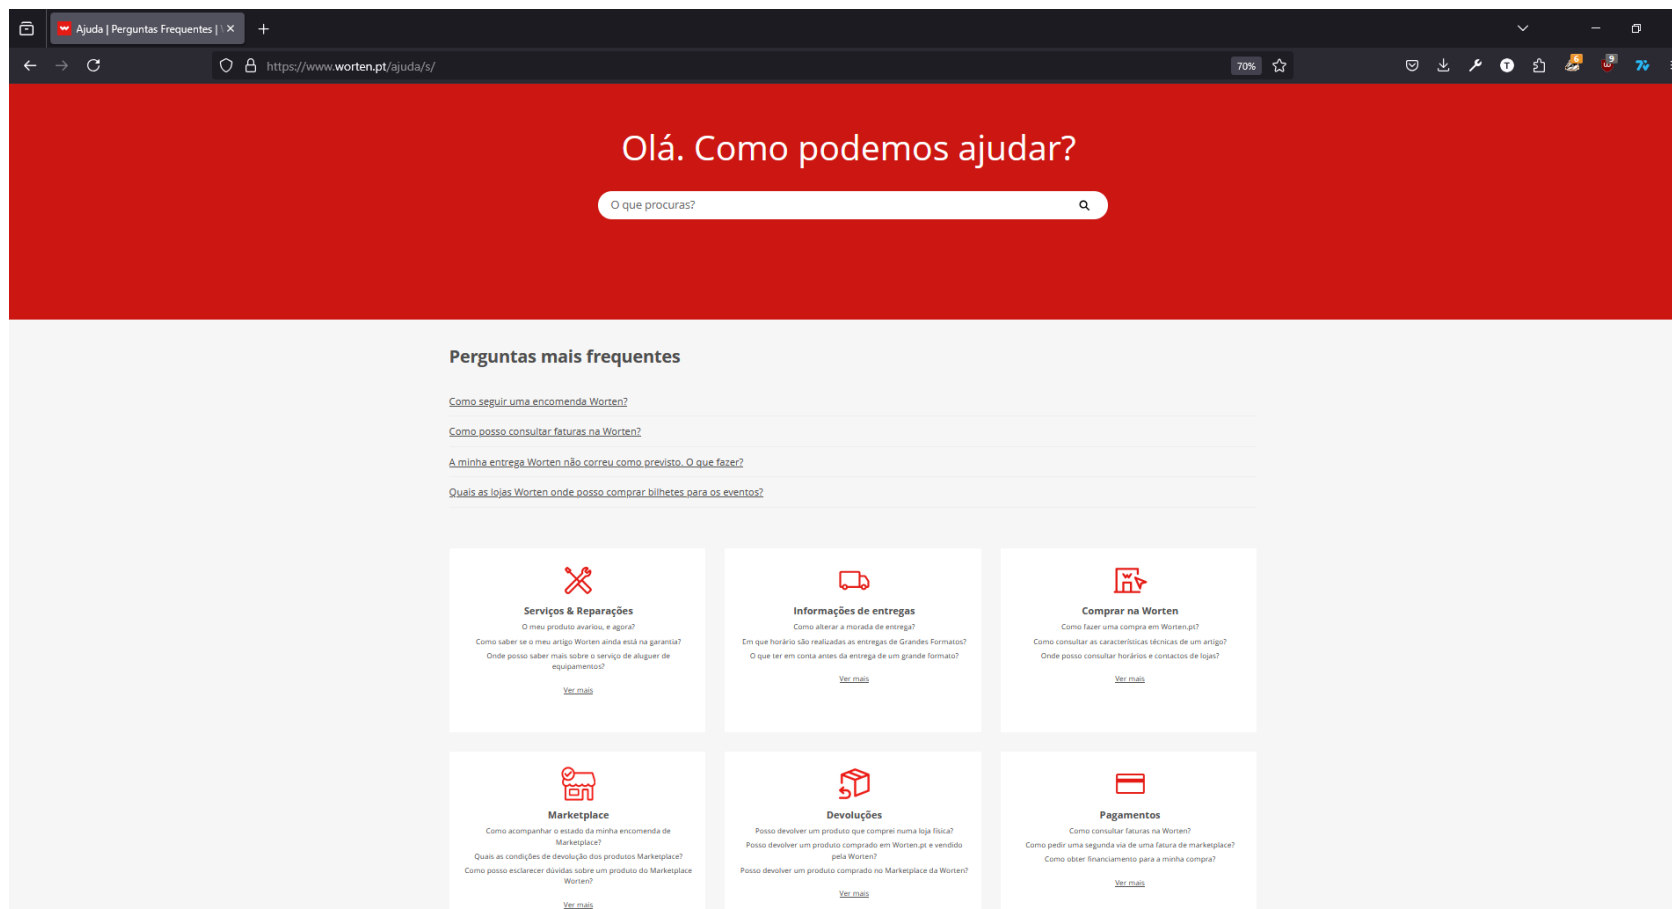 Ajuda | Perguntas Frequentes |
https://www.worten.pt/ajuda/s/
70%
T
6
9
Olá. Como podemos ajudar?
O que procuras?
Perguntas mais frequentes
Como seguir uma encomenda Worten?
Como posso consultar faturas na Worten?
A minha entrega Worten não correu como previsto. O que fazer?
Quais as lojas Worten onde posso comprar bilhetes para os eventos?
Serviços & Reparações
O meu produto avariou, e agora?
Como saber se o meu artigo Worten ainda está na garantia?
Onde posso saber mais sobre o serviço de aluguer de
equipamentos?
Ver mais
Informações de entregas
Como alterar a morada de entrega?
Em que horário são realizadas as entregas de Grandes Formatos?
O que ter em conta antes da entrega de um grande formato?
Ver mais
Comprar na Worten
Como fazer uma compra em Worten.pt?
Como consultar as características técnicas de um artigo?
Onde posso consultar horários e contactos de lojas?
Ver mais
Marketplace
Como acompanhar o estado da minha encomenda de
Marketplace?
Quais as condições de devolução dos produtos Marketplace?
Como posso esclarecer dúvidas sobre um produto do Marketplace
Worten?
Ver mais
Devoluções
Posso devolver um produto que comprei numa loja física?
Posso devolver um produto comprado em Worten.pt e vendido
pela Worten?
Posso devolver um produto comprado no Marketplace da Worten?
Ver mais
Pagamentos
Como consultar faturas na Worten?
Como pedir uma segunda via de uma fatura de marketplace?
Como obter financiamento para a minha compra?
Ver mais